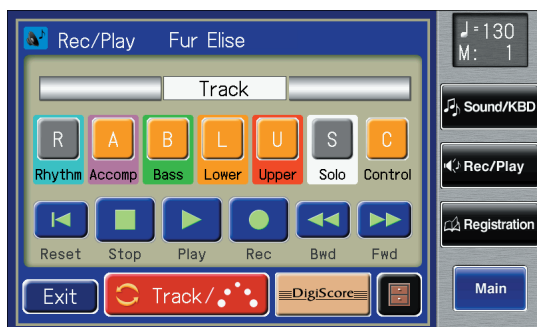 Rec/Play Fur Elise
♩=130
M: 1
Track
R A B L U S C
Rhythm Accomp Bass Lower Upper Solo Control
Reset Stop Play Rec Bwd Fwd
Exit Track/ DigiScore
Sound/KBD
Rec/Play
Registration
Main